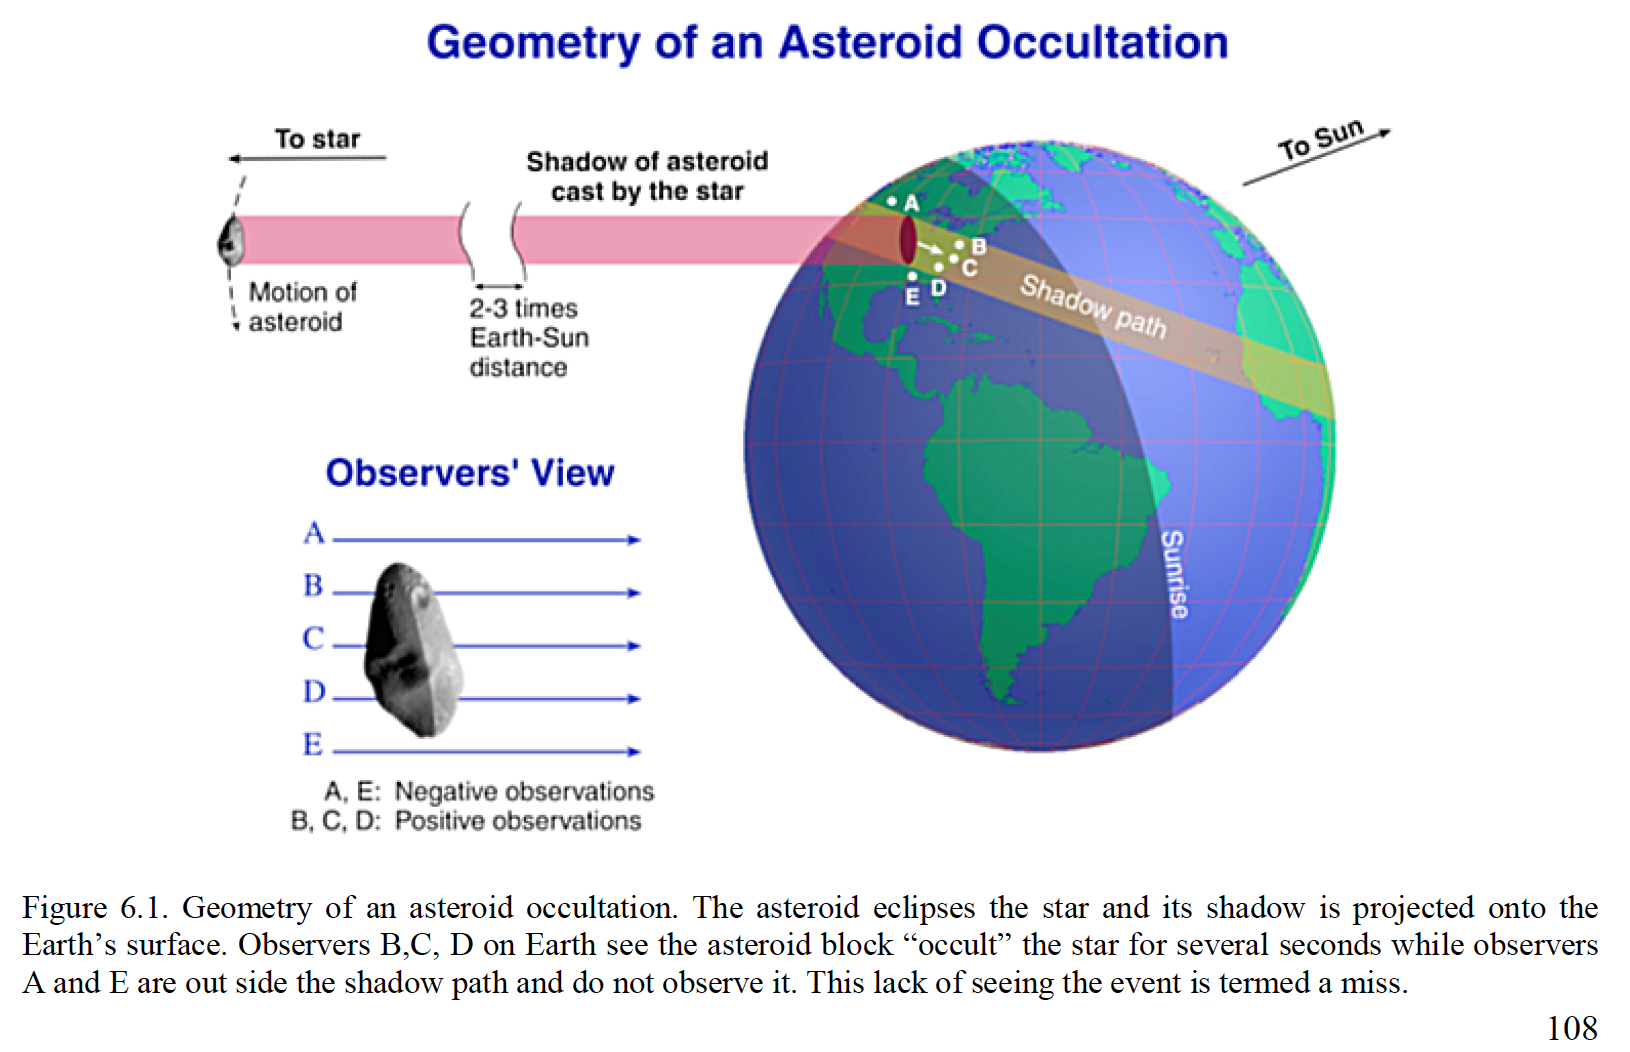 Geometry of an Asteroid Occultation
To star
Shadow of asteroid
cast by the star
To Sun
A
B
C
D
E
Shadow path
Motion of
asteroid
2-3 times
Earth-Sun
distance
Sunrise
Observers' View
A
B
C
D
E
A, E: Negative observations
B, C, D: Positive observations
Figure 6.1. Geometry of an asteroid occultation. The asteroid eclipses the star and its shadow is projected onto the
Earth’s surface. Observers B,C, D on Earth see the asteroid block “occult” the star for several seconds while observers
A and E are out side the shadow path and do not observe it. This lack of seeing the event is termed a miss.
108